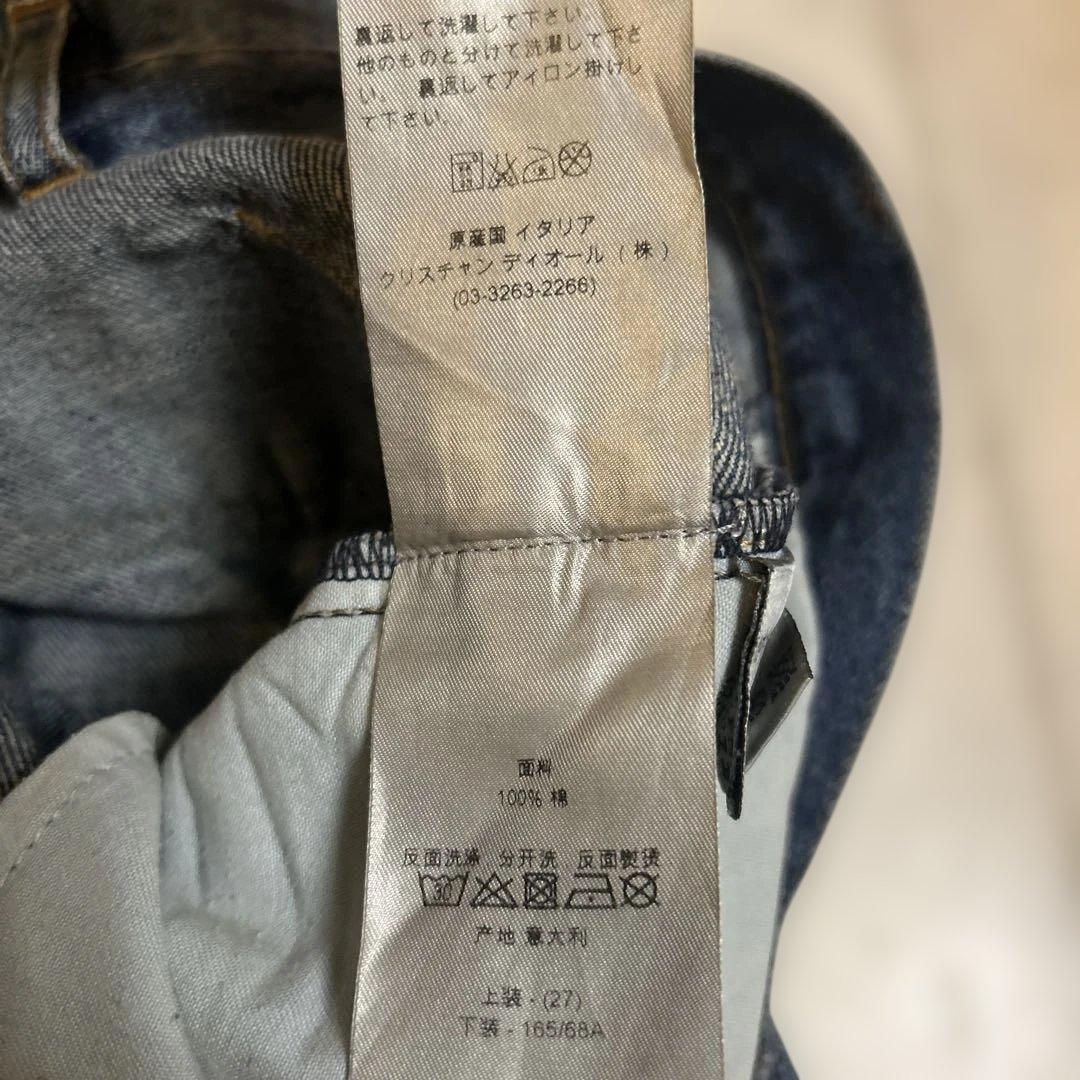 裏返して洗濯して下さい
他のものと分けて洗濯して下さ
い. 裏返してアイロン掛けし
て下さい.
原産国 イタリア
クリスチャン ディオール (株)
(03-3263-2266)
面料
100% 棉
反面洗涤 分开洗 反面製烫
30
产地 意大利
上装 - (27)
下装 - 165/68A